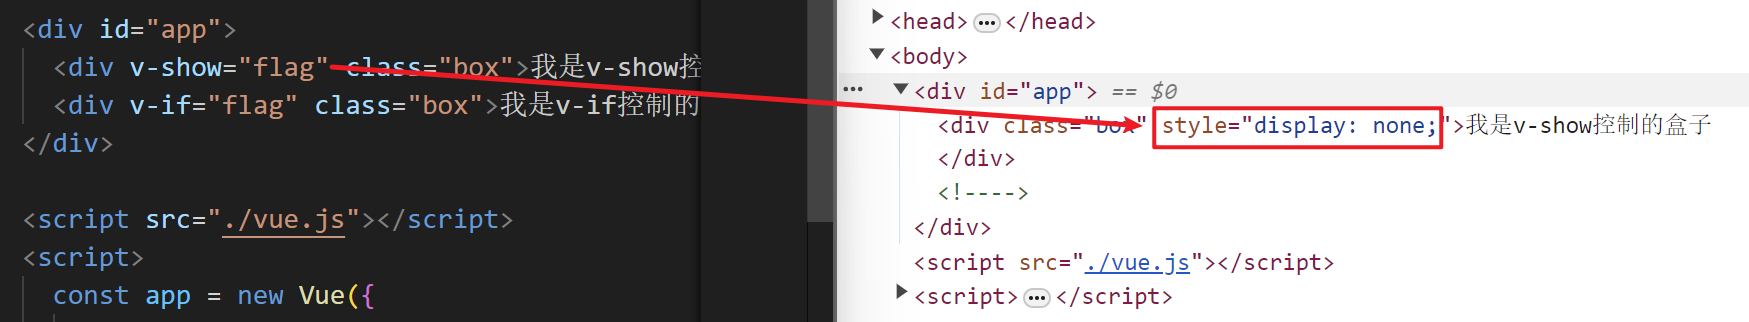 <div id="app">
<div v-show="flag" class="box">我是v-show控
<div v-if="flag" class="box">我是v-if控制的
</div>
<script src="./vue.js"></script>
<script>
const app = new Vue({
<head> ••• </head>
<body>
••• <div id="app"> == $0
<div class="box" style="display: none;">我是v-show控制的盒子
</div>
<!---->
</div>
<script src="./vue.js"></script>
<script> ••• </script>